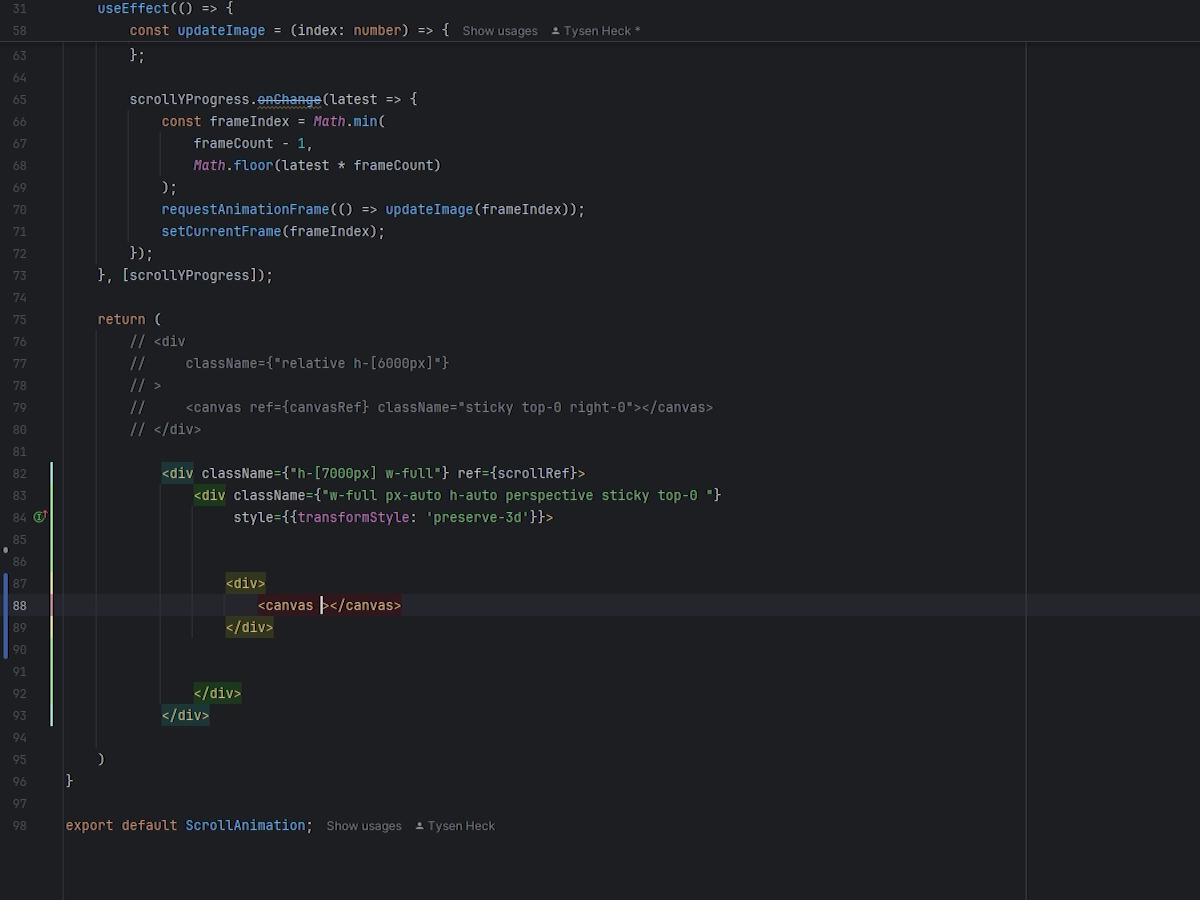 31 useEffect(() => {
58 const updateImage = (index: number) => { Show usages Tysen Heck *
63 };
64
65 scrollYProgress.onChange(latest => {
66 const frameIndex = Math.min(
67 frameCount - 1,
68 Math.floor(latest * frameCount)
69 );
70 requestAnimationFrame(() => updateImage(frameIndex));
71 setCurrentFrame(frameIndex);
72 });
73 }, [scrollYProgress]);
74
75 return (
76 // <div
77 // className={"relative h-[6000px]"}
78 // >
79 // <canvas ref={canvasRef} className="sticky top-0 right-0"></canvas>
80 // </div>
81
82 <div className={"h-[7000px] w-full"} ref={scrollRef}>
83 <div className={"w-full px-auto h-auto perspective sticky top-0 "}
84 style={{transformStyle: 'preserve-3d'}}>
85
86
87 <div>
88 <canvas ></canvas>
89 </div>
90
91
92 </div>
93 </div>
94
95 )
96 }
97
98 export default ScrollAnimation; Show usages Tysen Heck